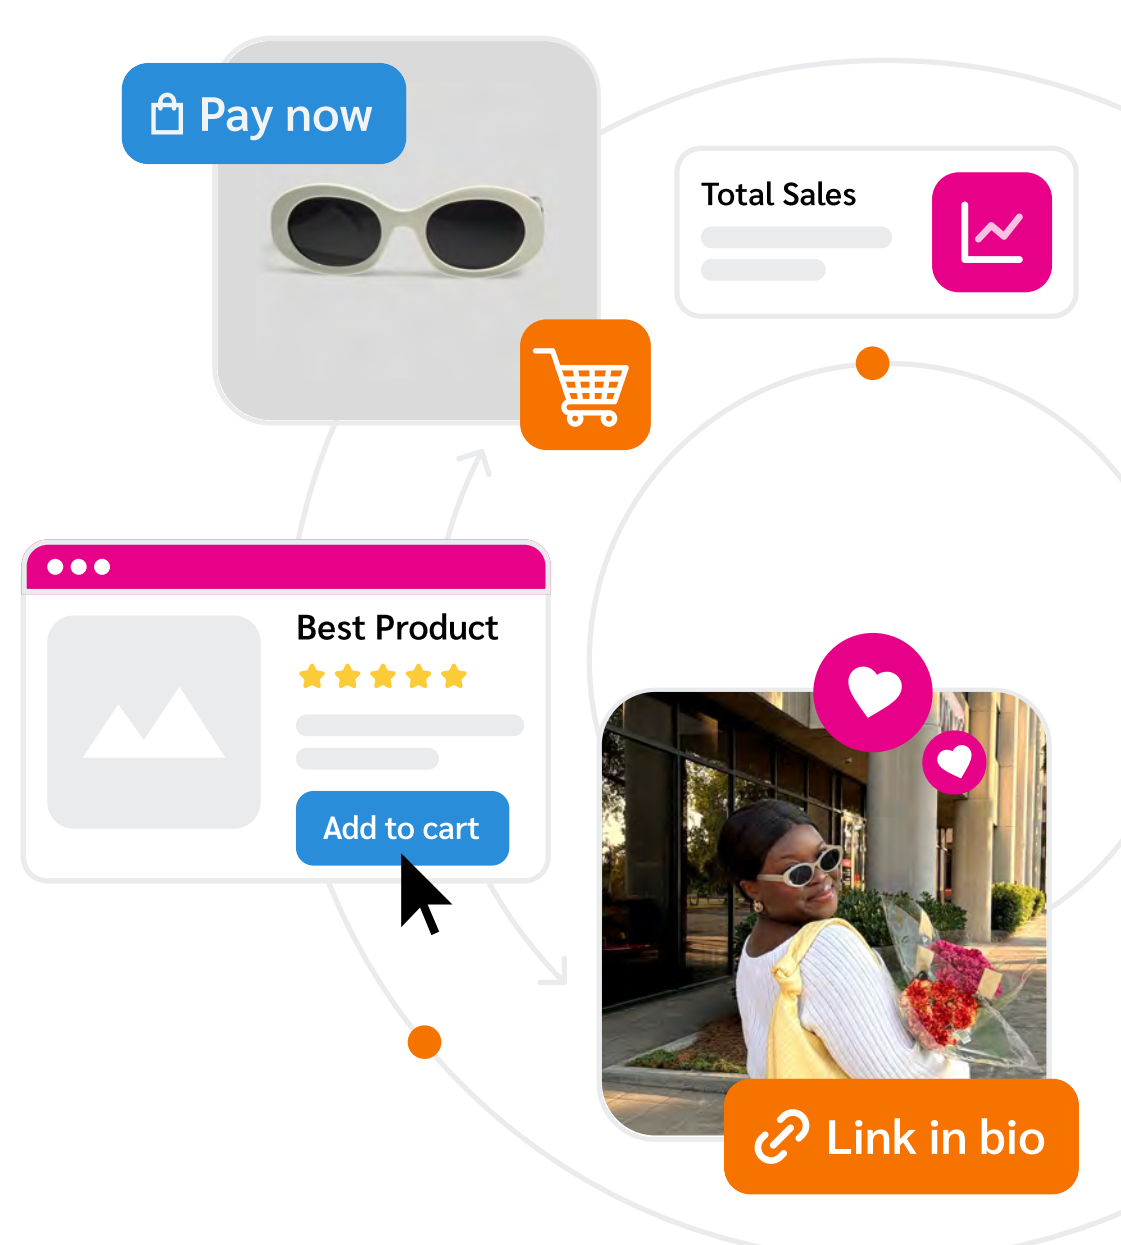 Pay now
Total Sales
Best Product
Add to cart
Link in bio